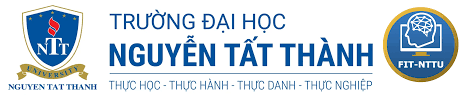 NTT
UNIVERSITY
NGUYEN TAT THANH
TRƯỜNG ĐẠI HỌC
NGUYỄN TẤT THÀNH
THỰC HỌC - THỰC HÀNH - THỰC DANH - THỰC NGHIỆP
FIT-NTTU